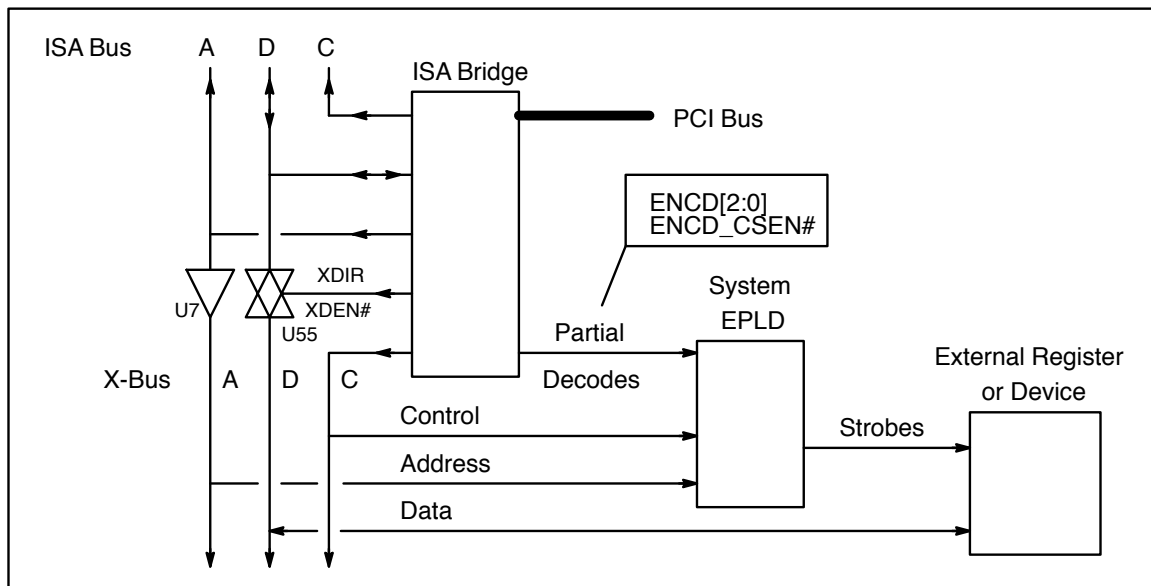 ISA Bus A D C
ISA Bridge
PCI Bus
ENCD[2:0]
ENCD_CSEN#
XDIR
XDEN#
U7
U55
System
EPLD
Partial
Decodes
External Register
or Device
X-Bus A D C
Control
Strobes
Address
Data